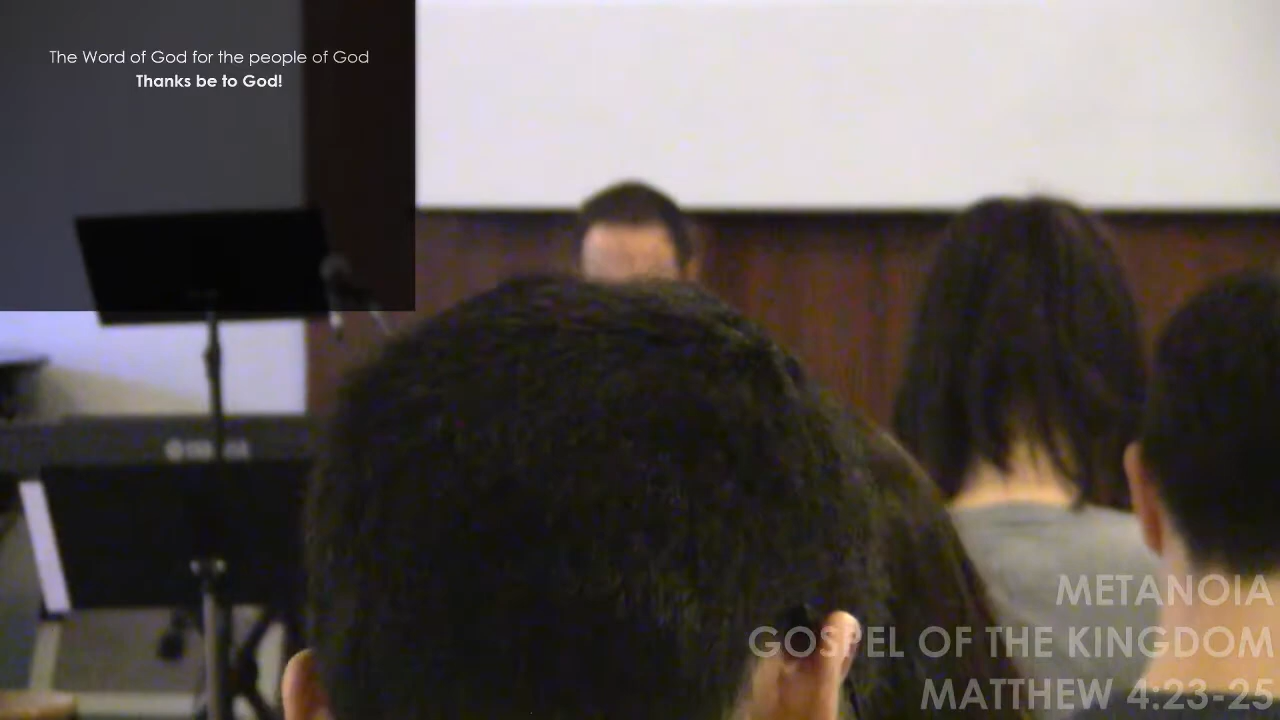 The Word of God for the people of God
Thanks be to God!
METANOIA
GOSPEL OF THE KINGDOM
MATTHEW 4:23-25